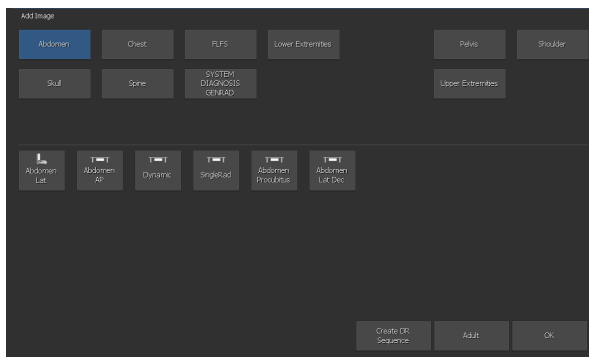 Add Image
Abdomen
Chest
FLFS
Lower Extremities
Pelvis
Shoulder
Skull
Spine
SYSTEM
DIAGNOSIS
GENRAD
Upper Extremities
Abdomen
Lat
Abdomen
AP
Dynamic
SingleRad
Abdomen
Procubitus
Abdomen
Lat Dec
Create DR
Sequence
Adult
OK